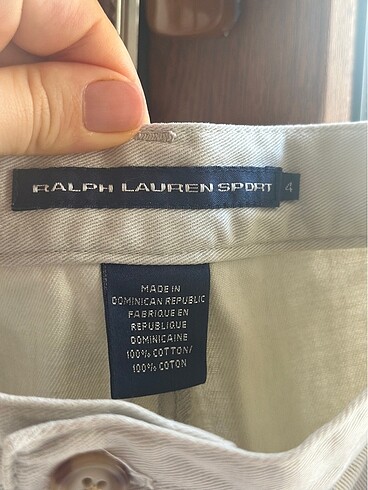 RALPH LAUREN SPORT 4
MADE IN
DOMINICAN REPUBLIC
FABRIQUE EN
REPUBLIQUE
DOMINICAINE
100% COTTON/
100% COTON